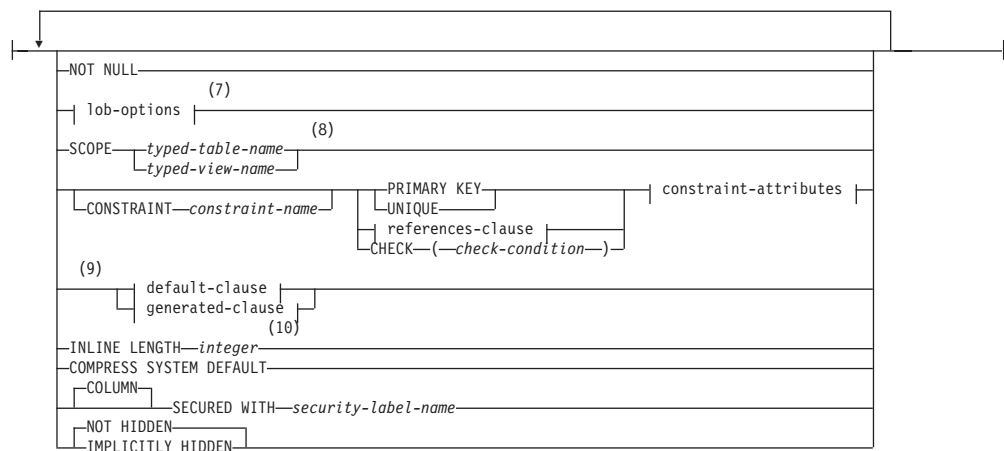 NOT NULL
(7)
lob-options
(8)
SCOPE typed-table-name
typed-view-name
PRIMARY KEY constraint-attributes
CONSTRAINT constraint-name UNIQUE
references-clause
CHECK ( check-condition )
(9)
default-clause
generated-clause
(10)
INLINE LENGTH integer
COMPRESS SYSTEM DEFAULT
COLUMN
SECURED WITH security-label-name
NOT HIDDEN
IMPLICITLY HIDDEN